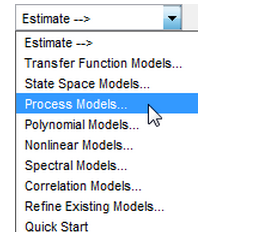 Estimate -->
Estimate -->
Transfer Function Models...
State Space Models...
Process Models...
Polynomial Models...
Nonlinear Models...
Spectral Models...
Correlation Models...
Refine Existing Models...
Quick Start